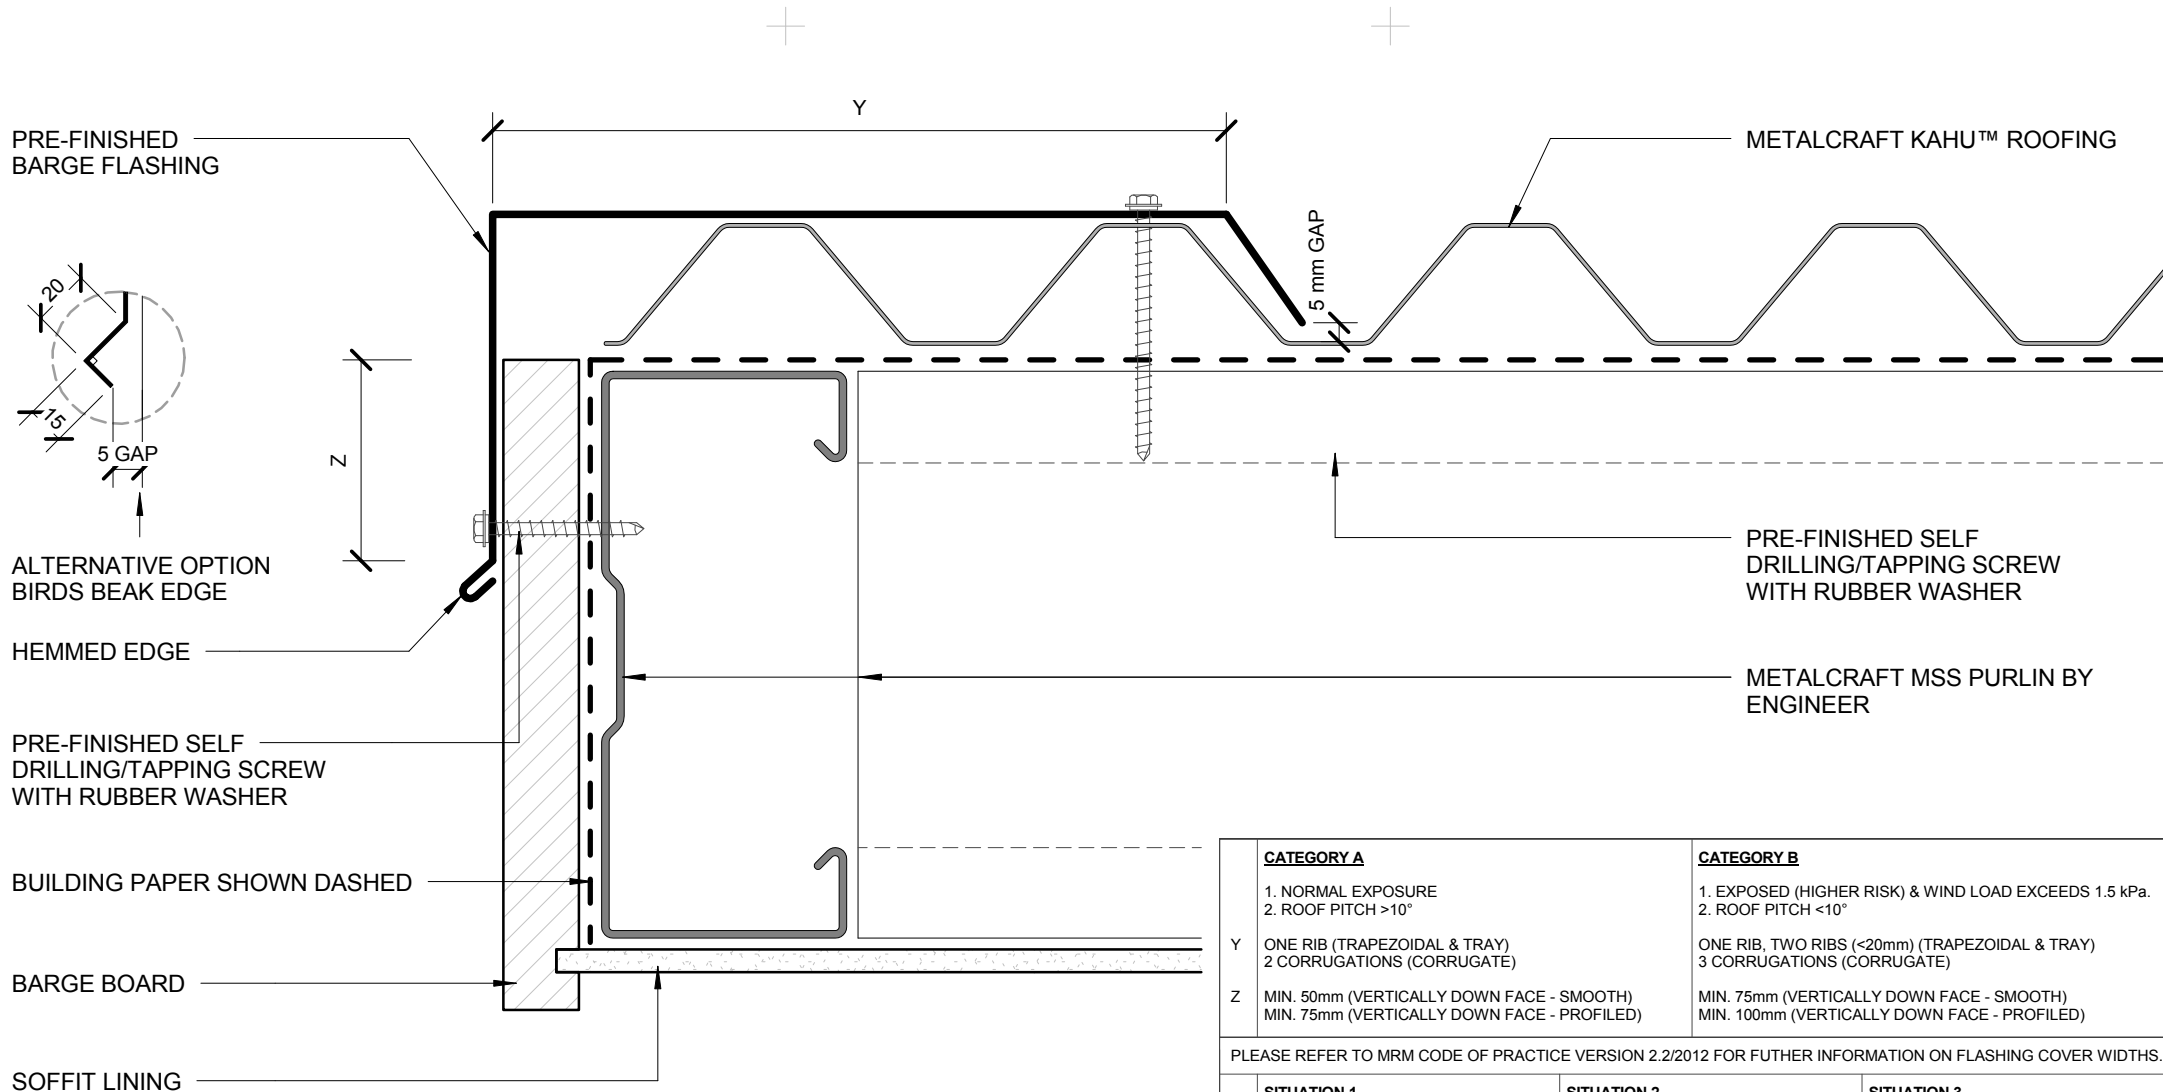 Y
PRE-FINISHED
BARGE FLASHING
METALCRAFT KAHU™ ROOFING
5 mm GAP
20
15
5 GAP
Z
ALTERNATIVE OPTION
BIRDS BEAK EDGE
HEMMED EDGE
PRE-FINISHED SELF
DRILLING/TAPPING SCREW
WITH RUBBER WASHER
PRE-FINISHED SELF
DRILLING/TAPPING SCREW
WITH RUBBER WASHER
METALCRAFT MSS PURLIN BY
ENGINEER
BUILDING PAPER SHOWN DASHED
BARGE BOARD
SOFFIT LINING
CATEGORY A
1. NORMAL EXPOSURE
2. ROOF PITCH >10°
CATEGORY B
1. EXPOSED (HIGHER RISK) & WIND LOAD EXCEEDS 1.5 kPa.
2. ROOF PITCH <10°
Y
ONE RIB (TRAPEZOIDAL & TRAY)
2 CORRUGATIONS (CORRUGATE)
ONE RIB, TWO RIBS (<20mm) (TRAPEZOIDAL & TRAY)
3 CORRUGATIONS (CORRUGATE)
Z
MIN. 50mm (VERTICALLY DOWN FACE - SMOOTH)
MIN. 75mm (VERTICALLY DOWN FACE - PROFILED)
MIN. 75mm (VERTICALLY DOWN FACE - SMOOTH)
MIN. 100mm (VERTICALLY DOWN FACE - PROFILED)
PLEASE REFER TO MRM CODE OF PRACTICE VERSION 2.2/2012 FOR FUTHER INFORMATION ON FLASHING COVER WIDTHS.
SITUATION 1
SITUATION 2
SITUATION 3